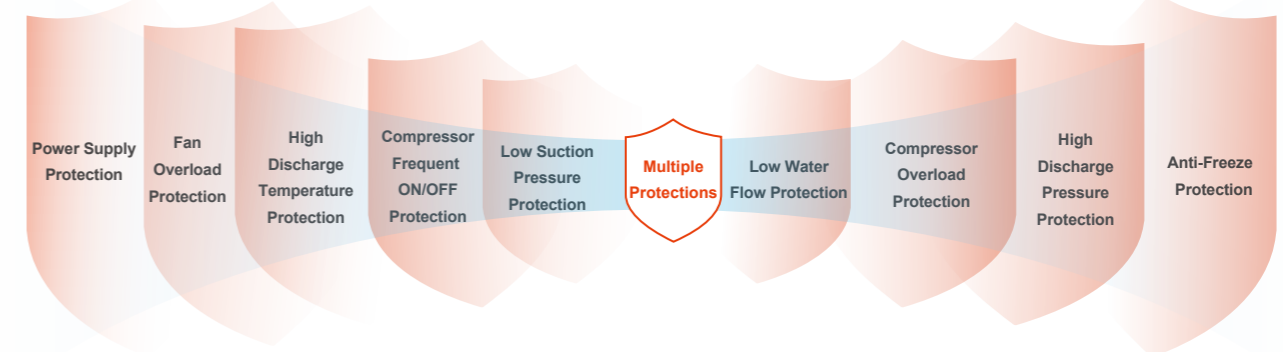 Power Supply
Protection
Fan
Overload
Protection
High
Discharge
Temperature
Protection
Compressor
Frequent
ON/OFF
Protection
Low Suction
Pressure
Protection
Multiple
Protections
Low Water
Flow Protection
Compressor
Overload
Protection
High
Discharge
Pressure
Protection
Anti-Freeze
Protection